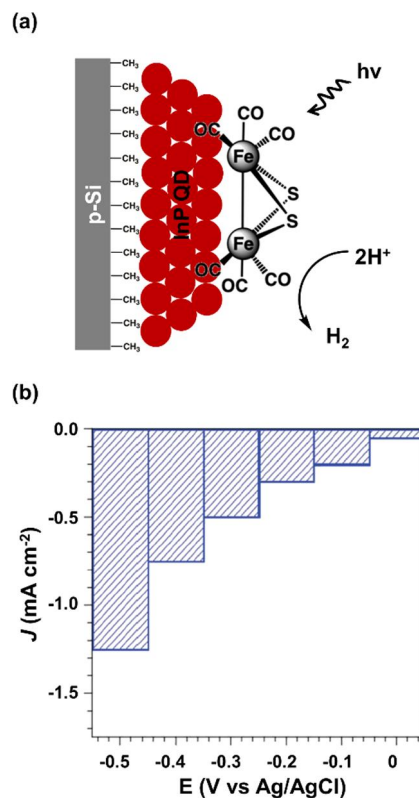 (a)
CH₃
CH₃
CH₃
CH₃
CH₃
CH₃
CH₃
CH₃
CH₃
CH₃
CH₃
CH₃
CH₃
p-Si
InP QD
OC
CO
CO
Fe
S
S
Fe
OC
OC
CO
hν
2H⁺
H₂
(b)
0.0
-0.5
-1.0
-1.5
J (mA cm⁻²)
-0.5 -0.4 -0.3 -0.2 -0.1 0
E (V vs Ag/AgCl)